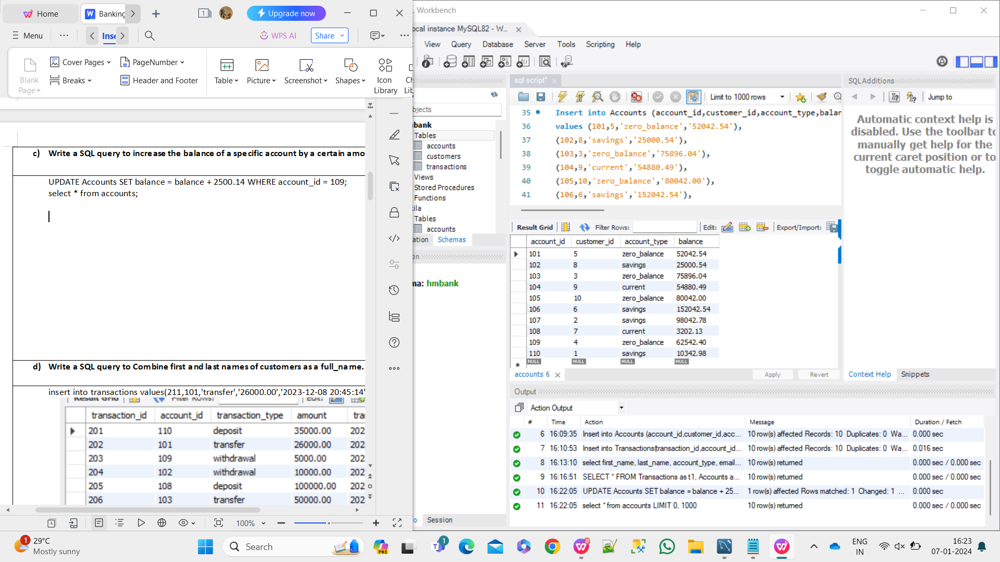 Home
Banking
Upgrade now
Menu
Inse
WPS AI
Share
Blank
Page
Cover Pages
Breaks
PageNumber
Header and Footer
Table
Picture
Screenshot
Shapes
Icon
Library
Ch
Lib
c) Write a SQL query to increase the balance of a specific account by a certain amo
UPDATE Accounts SET balance = balance + 2500.14 WHERE account_id = 109;
select * from accounts;
d) Write a SQL query to Combine first and last names of customers as a full_name.
insert into transactions values(211,101,'transfer','26000.00','2023-12-08 20:45:14'
Result Grid Filter Rows: Edit:
transaction_id account_id transaction_type amount tra
201 110 deposit 35000.00 202
202 101 transfer 26000.00 202
203 109 withdrawal 5000.00 202
204 102 withdrawal 10000.00 202
205 108 deposit 100000.00 202
206 103 transfer 50000.00 202
100%
Workbench
ocal instance MySQL82 - W...
View Query Database Server Tools Scripting Help
bjects
bank
Tables
accounts
customers
transactions
Views
Stored Procedures
Functions
ila
Tables
accounts
ation Schemas
on
ma: hmbank
o Session
sql script*
Limit to 1000 rows
35 Insert into Accounts (account_id,customer_id,account_type,balan
36 values (101,5,'zero_balance','52042.54'),
37 (102,8,'savings','25000.54'),
38 (103,3,'zero_balance','75896.04'),
39 (104,9,'current','54880.49'),
40 (105,10,'zero_balance','80042.00'),
41 (106,6,'savings','152042.54'),
Result Grid Filter Rows: Edit: Export/Import:
account_id customer_id account_type balance
101 5 zero_balance 52042.54
102 8 savings 25000.54
103 3 zero_balance 75896.04
104 9 current 54880.49
105 10 zero_balance 80042.00
106 6 savings 152042.54
107 2 savings 98042.78
108 7 current 3202.13
109 4 zero_balance 62542.40
110 1 savings 10342.98
NULL NULL NULL NULL
accounts 6 Apply Revert
SQLAdditions
Jump to
Automatic context help is
disabled. Use the toolbar to
manually get help for the
current caret position or to
toggle automatic help.
Context Help Snippets
Output
Action Output
# Time Action Message Duration / Fetch
6 16:09:35 Insert into Accounts (account_id,customer_id,acc... 10 row(s) affected Records: 10 Duplicates: 0 Wa... 0.000 sec
7 16:10:53 Insert into Transactions(transaction_id,account_id... 10 row(s) affected Records: 10 Duplicates: 0 Wa... 0.016 sec
8 16:13:10 select first_name, last_name, account_type, email... 10 row(s) returned 0.000 sec / 0.000 sec
9 16:16:51 SELECT * FROM Transactions as t1, Accounts a... 10 row(s) returned 0.000 sec / 0.000 sec
10 16:22:05 UPDATE Accounts SET balance = balance + 25... 1 row(s) affected Rows matched: 1 Changed: 1 ... 0.000 sec
11 16:22:05 select * from accounts LIMIT 0, 1000 10 row(s) returned 0.000 sec / 0.000 sec
1
29°C
Mostly sunny
Search
PRE
1
ENG
IN
16:23
07-01-2024